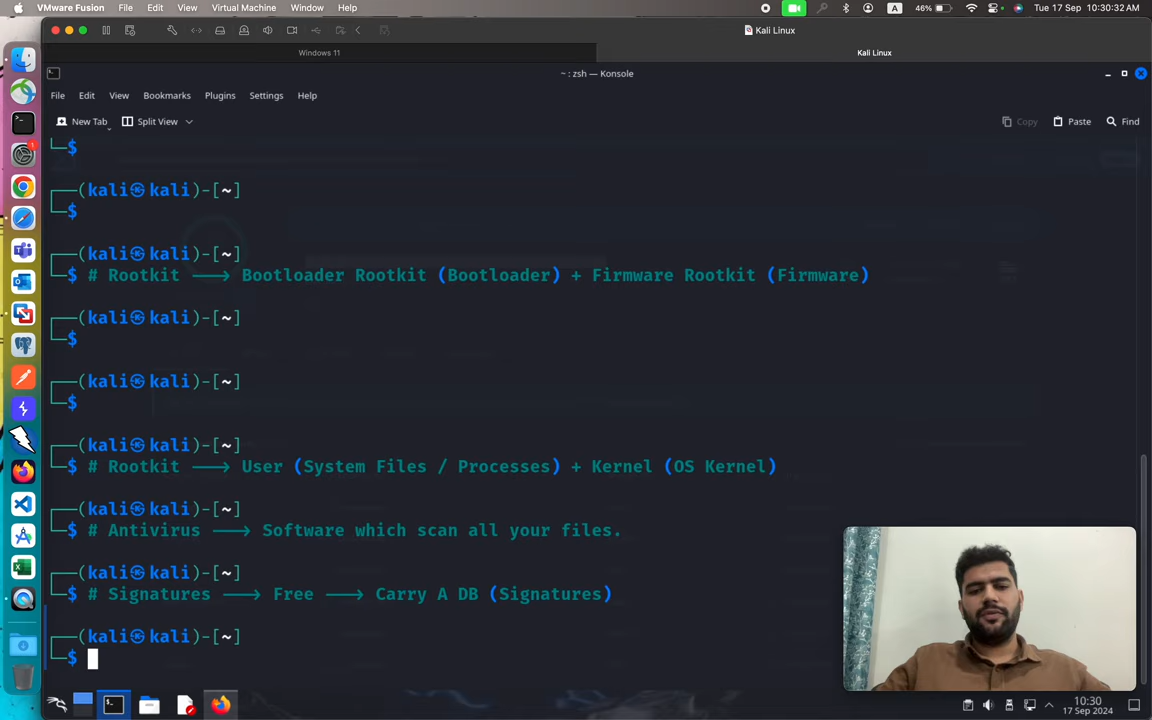 VMware Fusion File Edit View Virtual Machine Window Help A 46% Tue 17 Sep 10:30:32 AM
Kali Linux
Windows 11 Kali Linux
~ : zsh — Konsole
File Edit View Bookmarks Plugins Settings Help
New Tab Split View Copy Paste Find
└─$
┌──(kali㉿kali)-[~]
└─$
┌──(kali㉿kali)-[~]
└─$ # Rootkit ——> Bootloader Rootkit (Bootloader) + Firmware Rootkit (Firmware)
┌──(kali㉿kali)-[~]
└─$
┌──(kali㉿kali)-[~]
└─$
┌──(kali㉿kali)-[~]
└─$ # Rootkit ——> User (System Files / Processes) + Kernel (OS Kernel)
┌──(kali㉿kali)-[~]
└─$ # Antivirus ——> Software which scan all your files.
┌──(kali㉿kali)-[~]
└─$ # Signatures ——> Free ——> Carry A DB (Signatures)
┌──(kali㉿kali)-[~]
└─$
10:30
17 Sep 2024